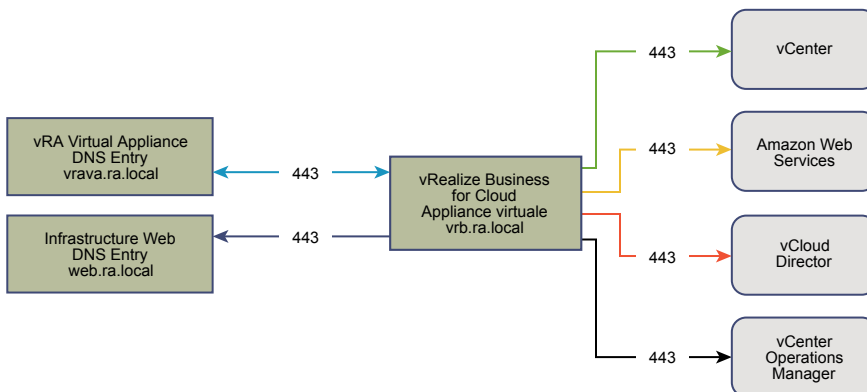 vRA Virtual Appliance
DNS Entry
vrava.ra.local
443
Infrastructure Web
DNS Entry
web.ra.local
443
vRealize Business
for Cloud
Appliance virtuale
vrb.ra.local
443
vCenter
443
Amazon Web
Services
443
vCloud
Director
443
vCenter
Operations
Manager